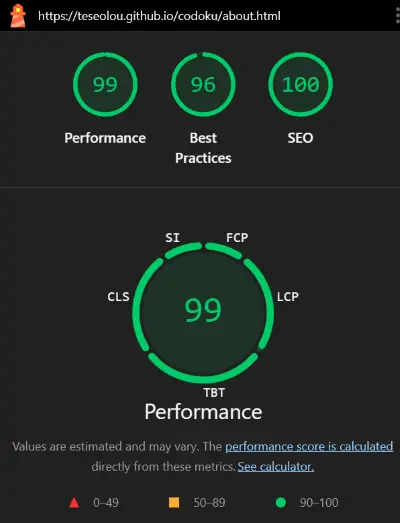 https://teseolou.github.io/codoku/about.html
99
96
100
Performance
Best
Practices
SEO
SI
FCP
CLS
LCP
99
TBT
Performance
Values are estimated and may vary. The performance score is calculated
directly from these metrics. See calculator.
0–49
50–89
90–100